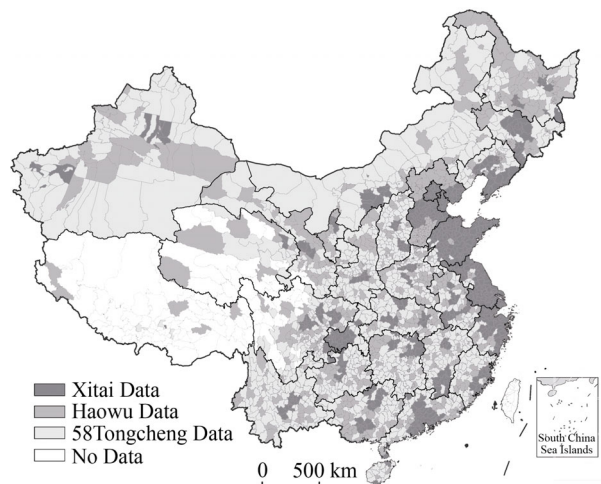 Xitai Data
Haowu Data
58Tongcheng Data
No Data
0 500 km
South China
Sea Islands